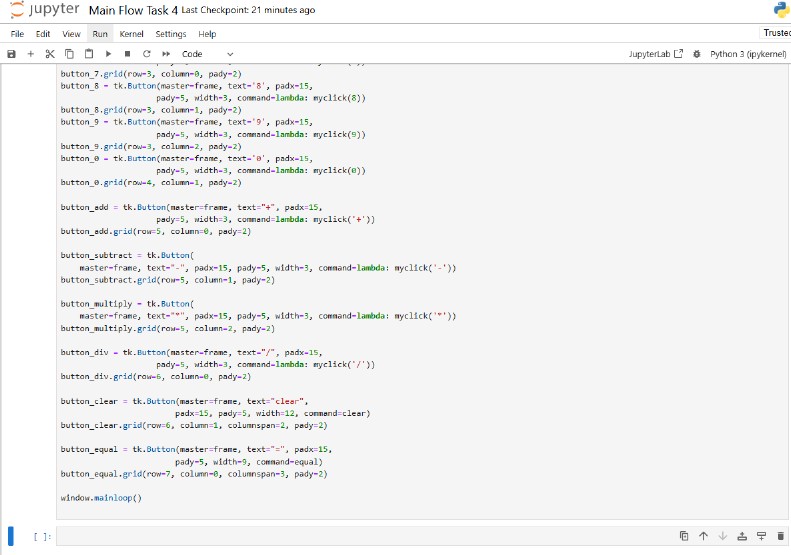 jupyter Main Flow Task 4 Last Checkpoint: 21 minutes ago
File Edit View Run Kernel Settings Help Trusted
Code JupyterLab Python 3 (ipykernel)
button_7.grid(row=3, column=0, pady=2)
button_8 = tk.Button(master=frame, text='8', padx=15,
pady=5, width=3, command=lambda: myclick(8))
button_8.grid(row=3, column=1, pady=2)
button_9 = tk.Button(master=frame, text='9', padx=15,
pady=5, width=3, command=lambda: myclick(9))
button_9.grid(row=3, column=2, pady=2)
button_0 = tk.Button(master=frame, text='0', padx=15,
pady=5, width=3, command=lambda: myclick(0))
button_0.grid(row=4, column=1, pady=2)
button_add = tk.Button(master=frame, text="+", padx=15,
pady=5, width=3, command=lambda: myclick('+'))
button_add.grid(row=5, column=0, pady=2)
button_subtract = tk.Button(
master=frame, text="-", padx=15, pady=5, width=3, command=lambda: myclick('-'))
button_subtract.grid(row=5, column=1, pady=2)
button_multiply = tk.Button(
master=frame, text="*", padx=15, pady=5, width=3, command=lambda: myclick('*'))
button_multiply.grid(row=5, column=2, pady=2)
button_div = tk.Button(master=frame, text="/", padx=15,
pady=5, width=3, command=lambda: myclick('/'))
button_div.grid(row=6, column=0, pady=2)
button_clear = tk.Button(master=frame, text="clear",
padx=15, pady=5, width=12, command=clear)
button_clear.grid(row=6, column=1, columnspan=2, pady=2)
button_equal = tk.Button(master=frame, text="=", padx=15,
pady=5, width=9, command=equal)
button_equal.grid(row=7, column=0, columnspan=3, pady=2)
window.mainloop()
[ ]: